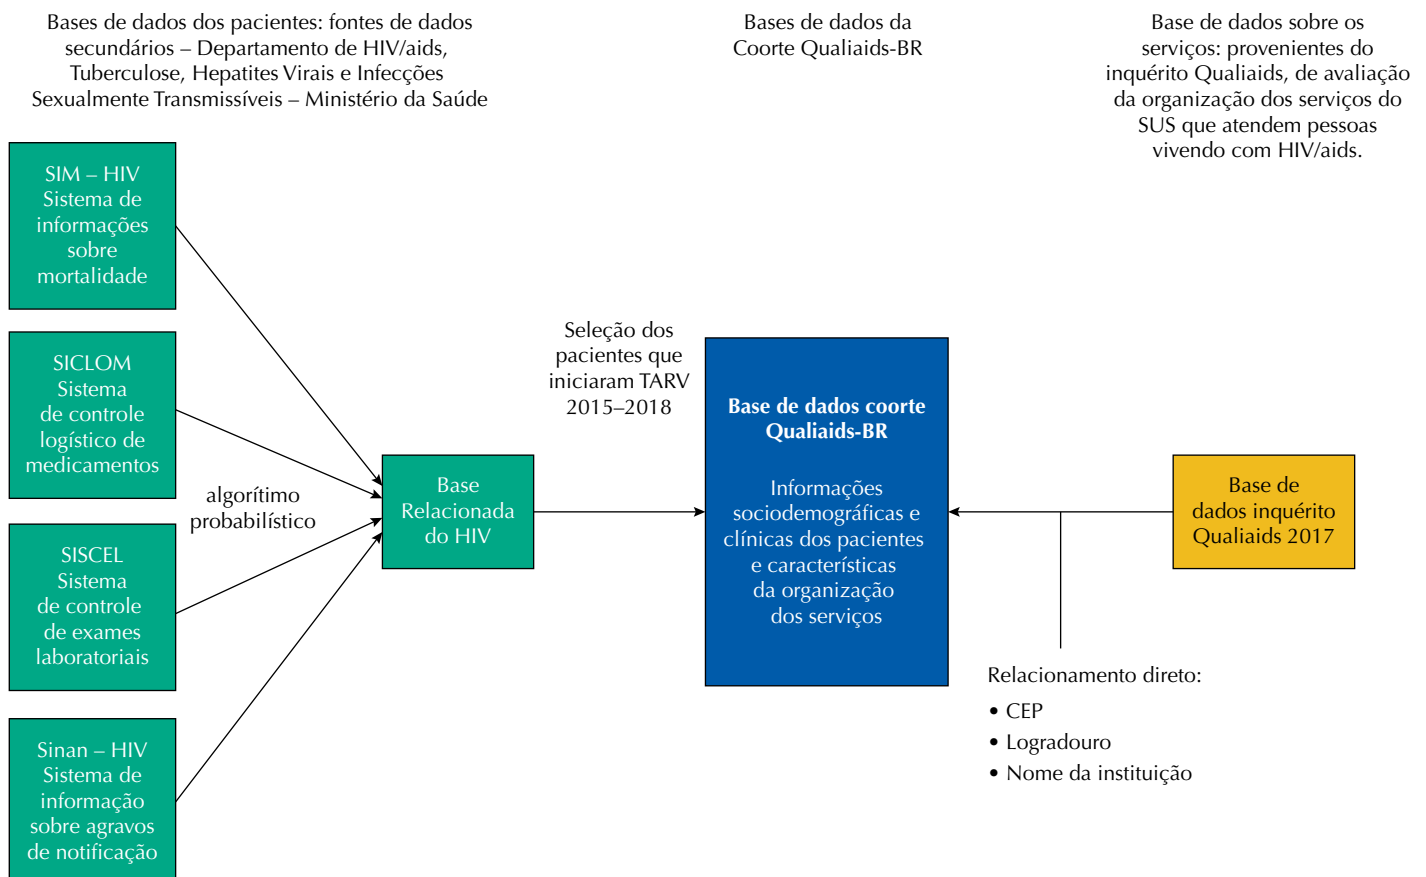 Bases de dados dos pacientes: fontes de dados
secundários – Departamento de HIV/aids,
Tuberculose, Hepatites Virais e Infecções
Sexualmente Transmissíveis – Ministério da Saúde
Bases de dados da
Coorte Qualiaids-BR
Base de dados sobre os
serviços: provenientes do
inquérito Qualiaids, de avaliação
da organização dos serviços do
SUS que atendem pessoas
vivendo com HIV/aids.
SIM – HIV
Sistema de
informações
sobre
mortalidade
SICLOM
Sistema
de controle
logístico de
medicamentos
SISCEL
Sistema
de controle
de exames
laboratoriais
Sinan – HIV
Sistema de
informação
sobre agravos
de notificação
algorítimo
probabilístico
Base
Relacionada
do HIV
Seleção dos
pacientes que
iniciaram TARV
2015–2018
Base de dados coorte
Qualiaids-BR
Informações
sociodemográficas e
clínicas dos pacientes
e características
da organização
dos serviços
Base de
dados inquérito
Qualiaids 2017
Relacionamento direto:
• CEP
• Logradouro
• Nome da instituição